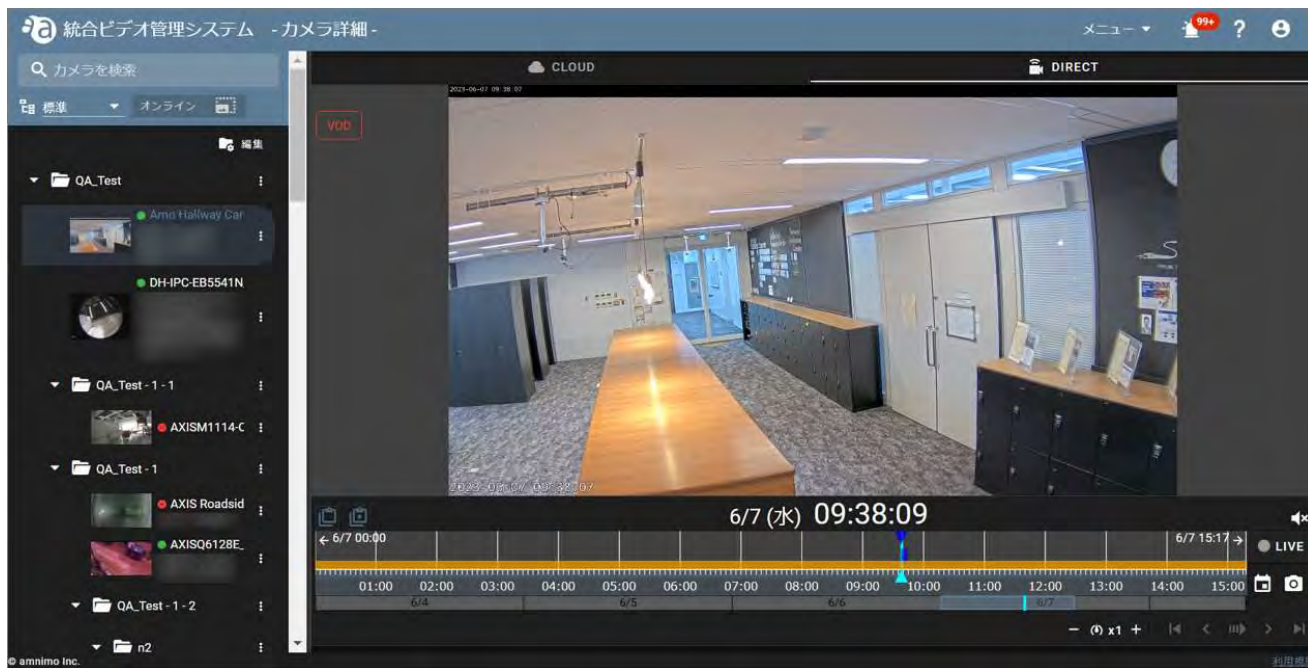 統合ビデオ管理システム - カメラ詳細 -
メニュー
99+
?
カメラを検索
標準
オンライン
編集
QA_Test
Amo Hallway Car
DH-IPC-EB5541N
QA_Test - 1 - 1
AXISM1114-C
QA_Test - 1
AXIS Roadsid
AXISQ6128E_
QA_Test - 1 - 2
n2
© amnimo Inc.
CLOUD
DIRECT
2023-06-07 09:38:07
VDD
6/7 (水) 09:38:09
← 6/7 00:00
6/7 15:17 →
LIVE
01:00 02:00 03:00 04:00 05:00 06:00 07:00 08:00 09:00 10:00 11:00 12:00 13:00 14:00 15:00
6/4 6/5 6/6 6/7
− x1 +